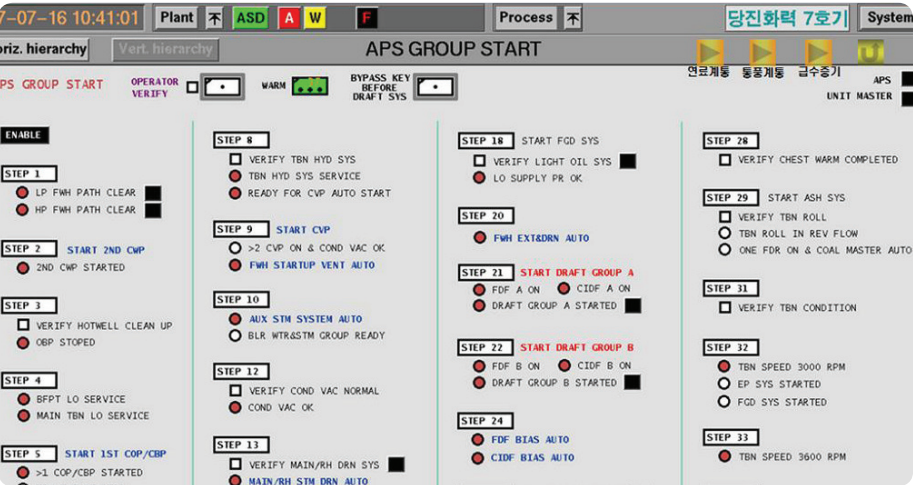 7-07-16 10:41:01 Plant ASD A W F Process 당진화력 7호기 System
oriz. hierarchy Vert. hierarchy APS GROUP START
연료계통 통풍계통 급수증기
PS GROUP START
OPERATOR VERIFY
WARM
BYPASS KEY
BEFORE
DRAFT SYS
APS
UNIT MASTER
ENABLE
STEP 1
LP FWH PATH CLEAR
HP FWH PATH CLEAR
STEP 2 START 2ND CWP
2ND CWP STARTED
STEP 3
VERIFY HOTWELL CLEAN UP
OBP STOPED
STEP 4
BFPT LO SERVICE
MAIN TBN LO SERVICE
STEP 5 START 1ST COP/CBP
>1 COP/CBP STARTED
STEP 8
VERIFY TBN HYD SYS
TBN HYD SYS SERVICE
READY FOR CVP AUTO START
STEP 9 START CVP
>2 CVP ON & COND VAC OK
FWH STARTUP VENT AUTO
STEP 10
AUX STM SYSTEM AUTO
BLR WTR&STM GROUP READY
STEP 12
VERIFY COND VAC NORMAL
COND VAC OK
STEP 13
VERIFY MAIN/RH DRN SYS
MAIN/RH STM DRN AUTO
STEP 18 START FGD SYS
VERIFY LIGHT OIL SYS
LO SUPPLY PR OK
STEP 20
FWH EXT&DRN AUTO
STEP 21 START DRAFT GROUP A
FDF A ON CIDF A ON
DRAFT GROUP A STARTED
STEP 22 START DRAFT GROUP B
FDF B ON CIDF B ON
DRAFT GROUP B STARTED
STEP 24
FDF BIAS AUTO
CIDF BIAS AUTO
STEP 28
VERIFY CHEST WARM COMPLETED
STEP 29 START ASH SYS
VERIFY TBN ROLL
TBN ROLL IN REV FLOW
ONE FDR ON & COAL MASTER AUTO
STEP 31
VERIFY TBN CONDITION
STEP 32
TBN SPEED 3000 RPM
EP SYS STARTED
FGD SYS STARTED
STEP 33
TBN SPEED 3600 RPM